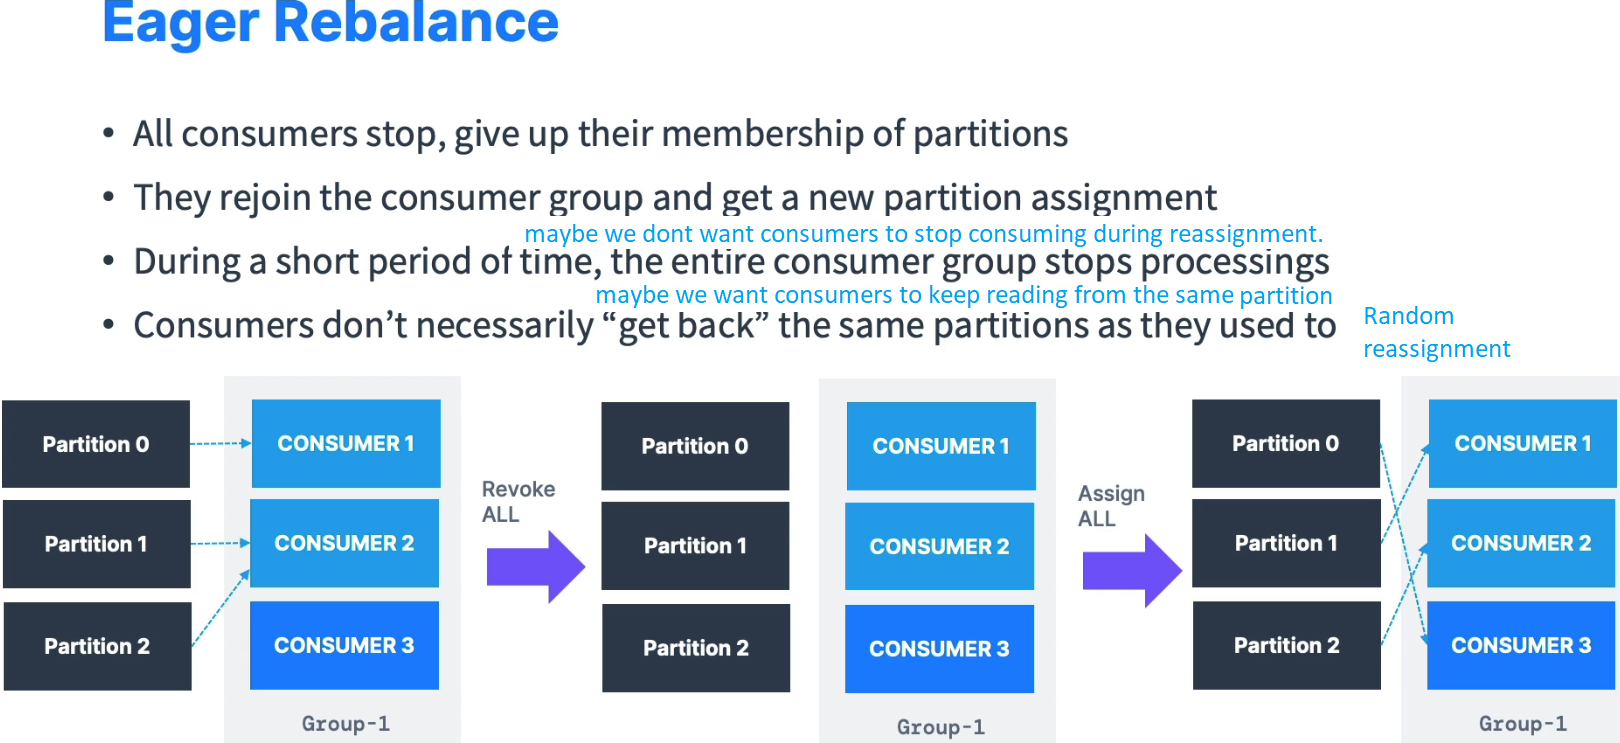 Eager Rebalance
• All consumers stop, give up their membership of partitions
• They rejoin the consumer group and get a new partition assignment
maybe we dont want consumers to stop consuming during reassignment.
• During a short period of time, the entire consumer group stops processings
maybe we want consumers to keep reading from the same partition
• Consumers don't necessarily “get back” the same partitions as they used to
Random
reassignment
Partition 0
CONSUMER 1
Partition 1
CONSUMER 2
Partition 2
CONSUMER 3
Group-1
Revoke
ALL
Partition 0
CONSUMER 1
Partition 1
CONSUMER 2
Partition 2
CONSUMER 3
Group-1
Assign
ALL
Partition 0
CONSUMER 1
Partition 1
CONSUMER 2
Partition 2
CONSUMER 3
Group-1